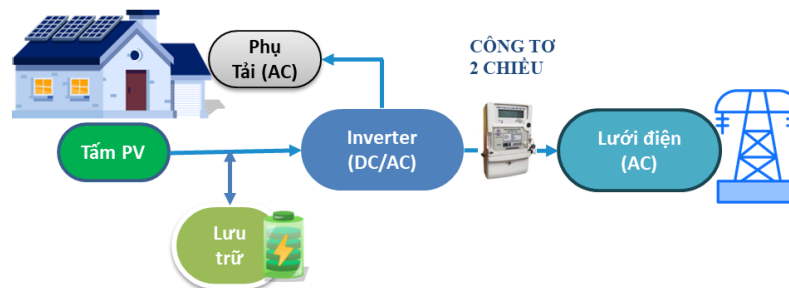 Phụ
Tải (AC)
CÔNG TƠ
2 CHIỀU
Tấm PV
Inverter
(DC/AC)
Lưới điện
(AC)
Lưu
trữ